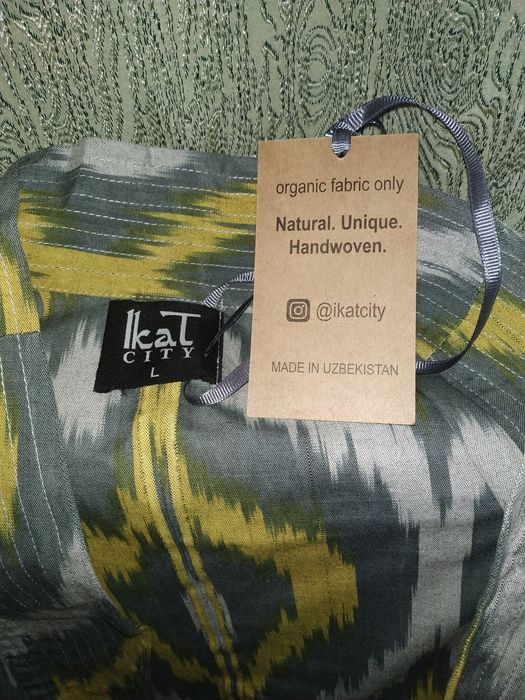 organic fabric only
Natural. Unique.
Handwoven.
@ikatcity
MADE IN UZBEKISTAN
IkaT
CITY
L